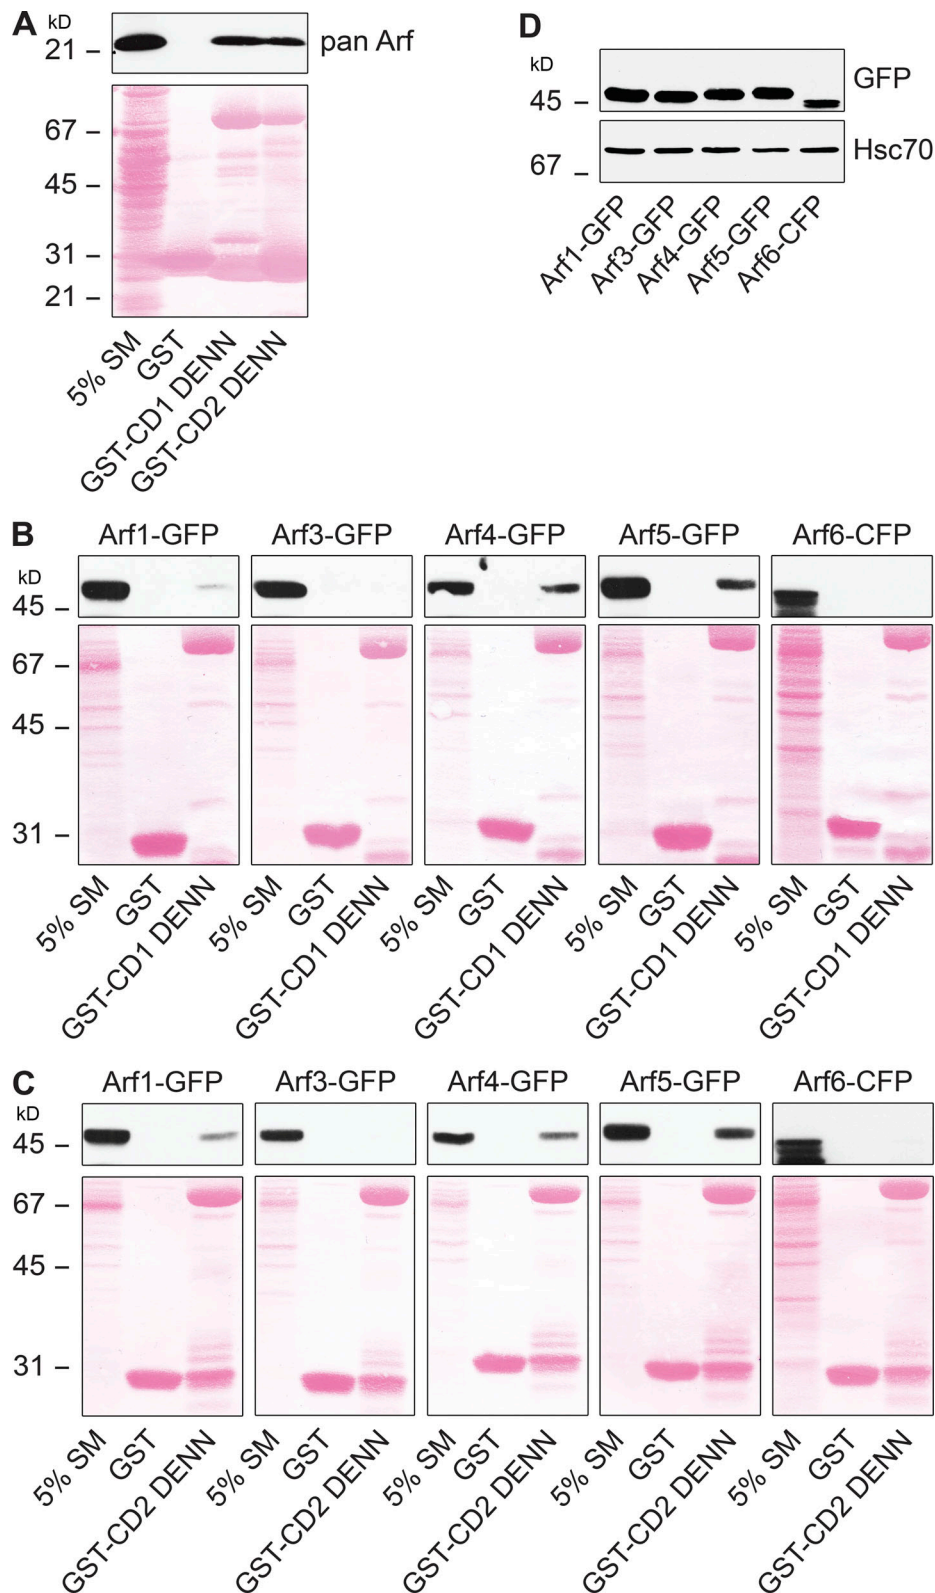 A
kD
21 –
pan Arf
67 –
45 –
31 –
21 –
5% SM
GST
GST-CD1 DENN
GST-CD2 DENN
D
kD
45 –
GFP
67 –
Hsc70
Arf1-GFP
Arf3-GFP
Arf4-GFP
Arf5-GFP
Arf6-CFP
B
Arf1-GFP Arf3-GFP Arf4-GFP Arf5-GFP Arf6-CFP
kD
45 –
67 –
45 –
31 –
5% SM
GST
GST-CD1 DENN
5% SM
GST
GST-CD1 DENN
5% SM
GST
GST-CD1 DENN
5% SM
GST
GST-CD1 DENN
5% SM
GST
GST-CD1 DENN
C
Arf1-GFP Arf3-GFP Arf4-GFP Arf5-GFP Arf6-CFP
kD
45 –
67 –
45 –
31 –
5% SM
GST
GST-CD2 DENN
5% SM
GST
GST-CD2 DENN
5% SM
GST
GST-CD2 DENN
5% SM
GST
GST-CD2 DENN
5% SM
GST
GST-CD2 DENN